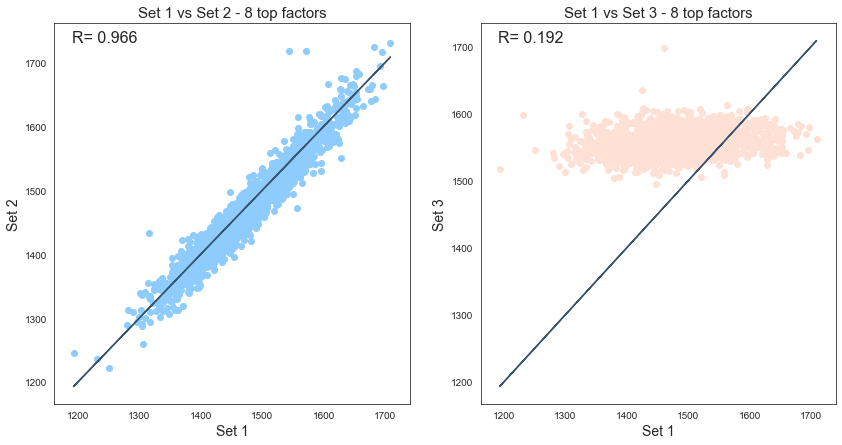 Set 1 vs Set 2 - 8 top factors
R= 0.966
Set 2
1700
1600
1500
1400
1300
1200
1200 1300 1400 1500 1600 1700
Set 1
Set 1 vs Set 3 - 8 top factors
R= 0.192
Set 3
1700
1600
1500
1400
1300
1200
1200 1300 1400 1500 1600 1700
Set 1